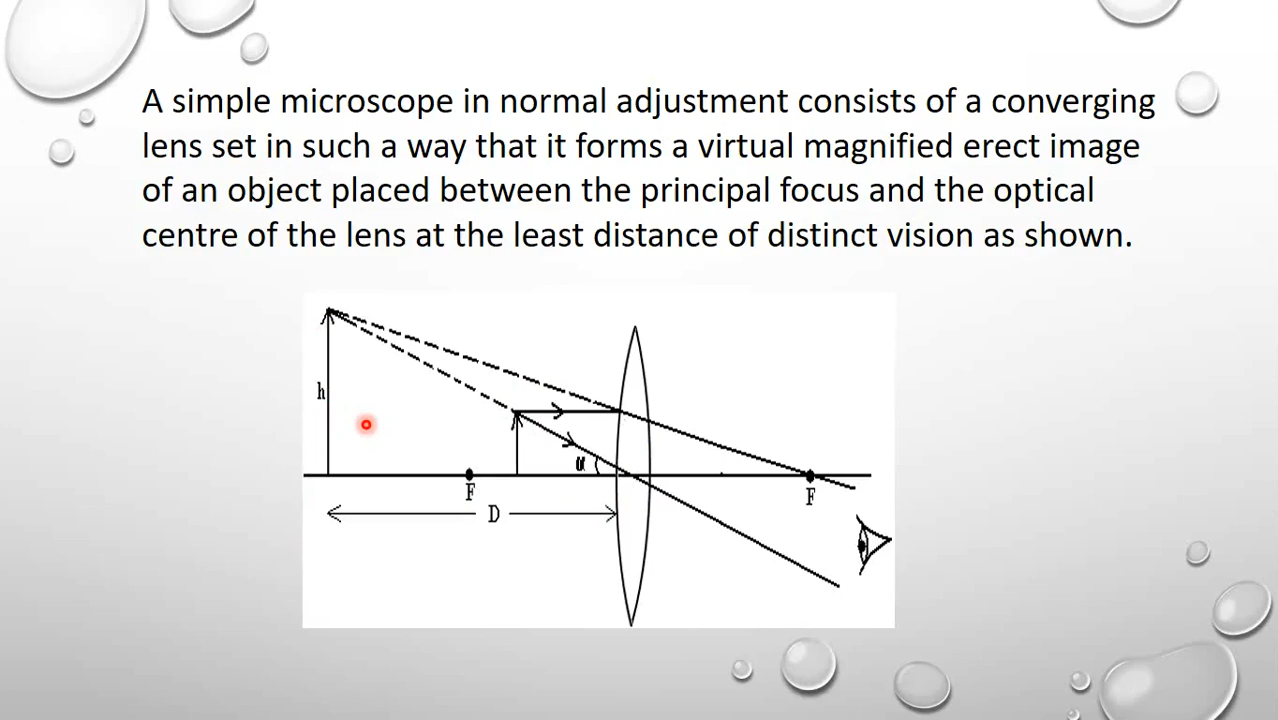 A simple microscope in normal adjustment consists of a converging
lens set in such a way that it forms a virtual magnified erect image
of an object placed between the principal focus and the optical
centre of the lens at the least distance of distinct vision as shown.
h
α
F
F
D